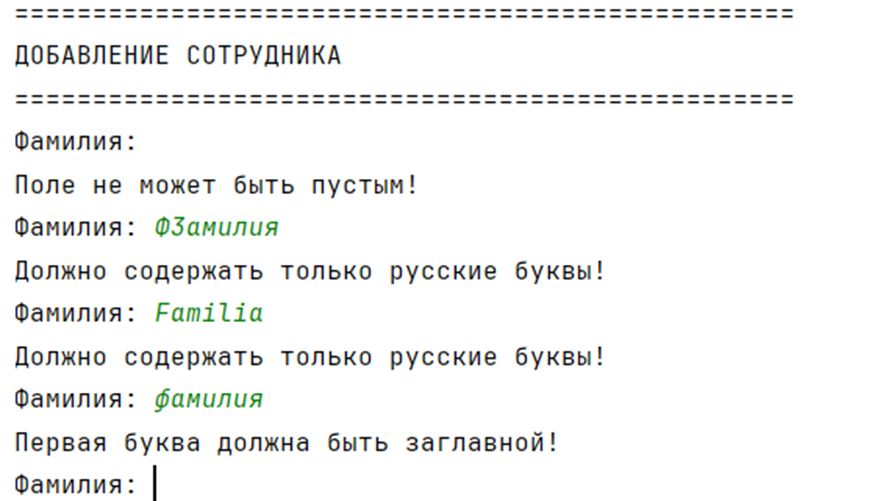 ==================================================
ДОБАВЛЕНИЕ СОТРУДНИКА
==================================================
Фамилия:
Поле не может быть пустым!
Фамилия: Ф3амилия
Должно содержать только русские буквы!
Фамилия: Familia
Должно содержать только русские буквы!
Фамилия: фамилия
Первая буква должна быть заглавной!
Фамилия: